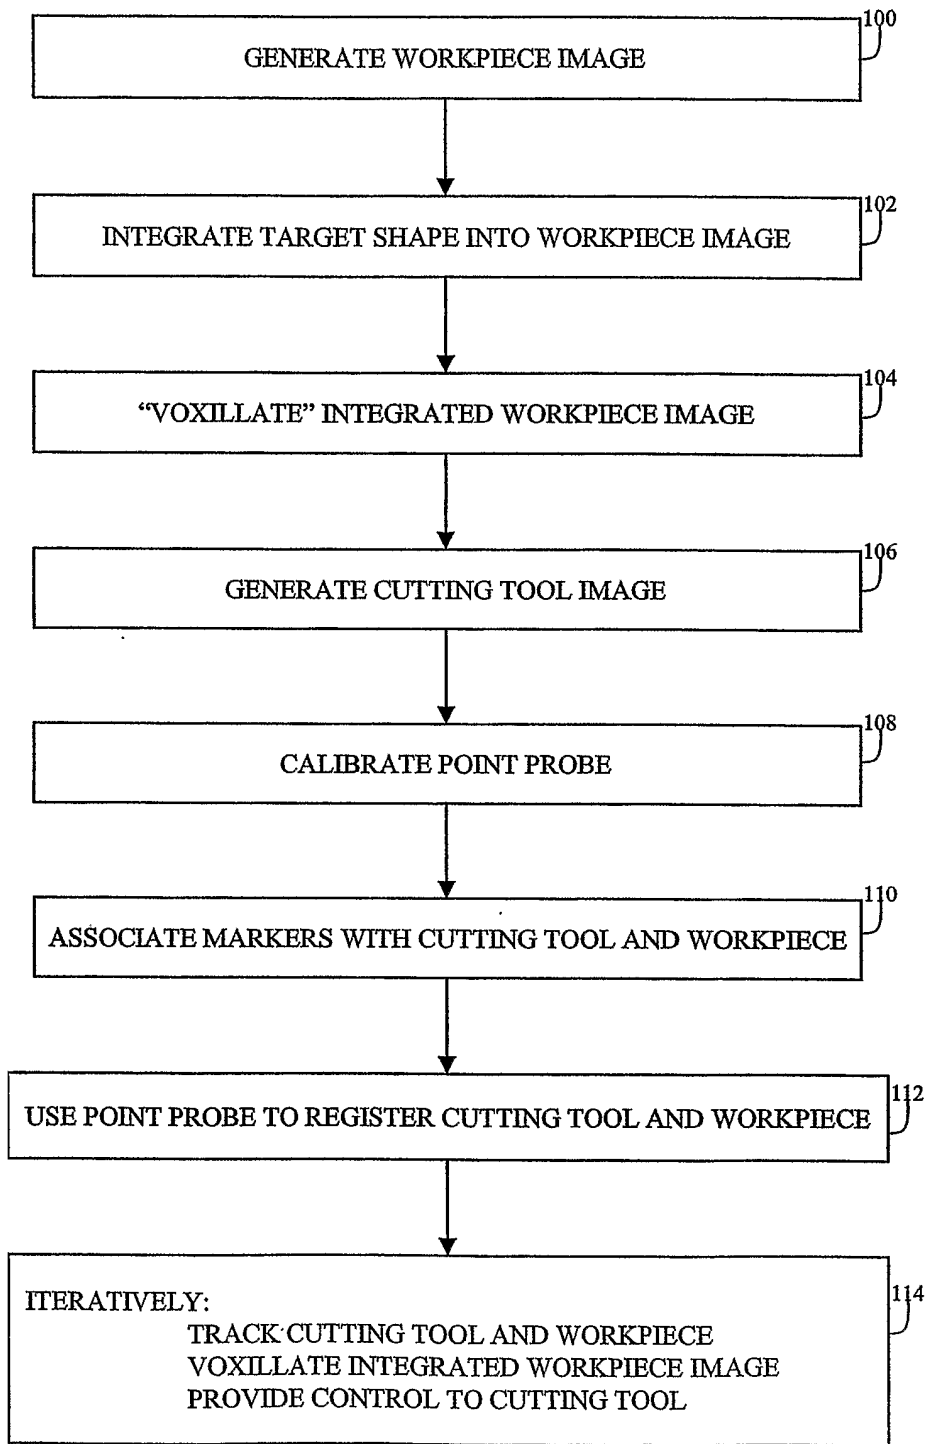 100
GENERATE WORKPIECE IMAGE
102
INTEGRATE TARGET SHAPE INTO WORKPIECE IMAGE
104
“VOXILLATE” INTEGRATED WORKPIECE IMAGE
106
GENERATE CUTTING TOOL IMAGE
108
CALIBRATE POINT PROBE
110
ASSOCIATE MARKERS WITH CUTTING TOOL AND WORKPIECE
112
USE POINT PROBE TO REGISTER CUTTING TOOL AND WORKPIECE
114
ITERATIVELY:
TRACK CUTTING TOOL AND WORKPIECE
VOXILLATE INTEGRATED WORKPIECE IMAGE
PROVIDE CONTROL TO CUTTING TOOL